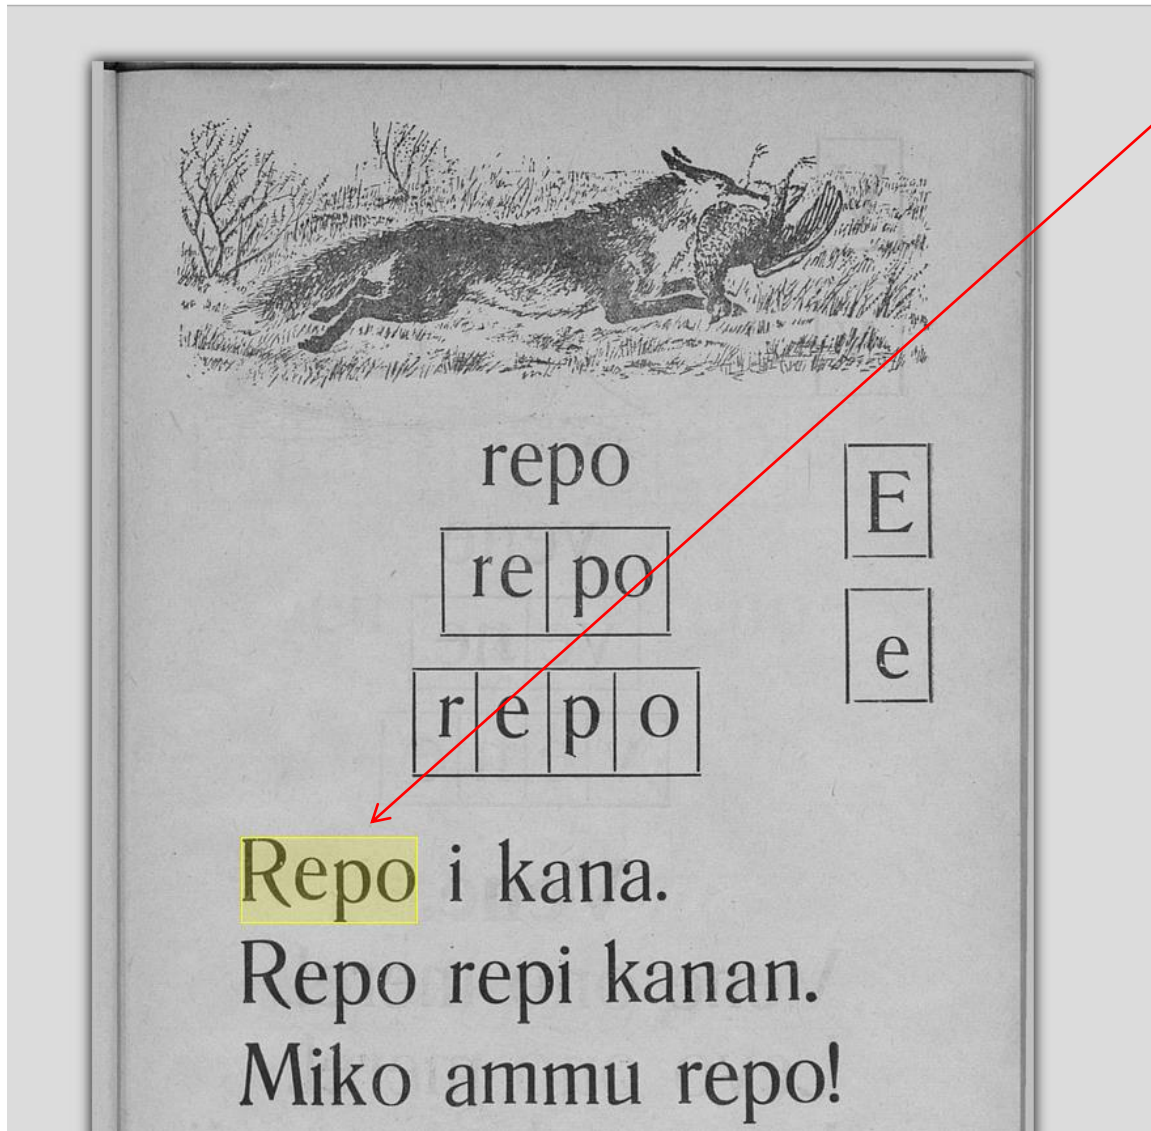 repo
E
re po
e
r e p o
Repo i kana.
Repo repi kanan.
Miko ammu repo!